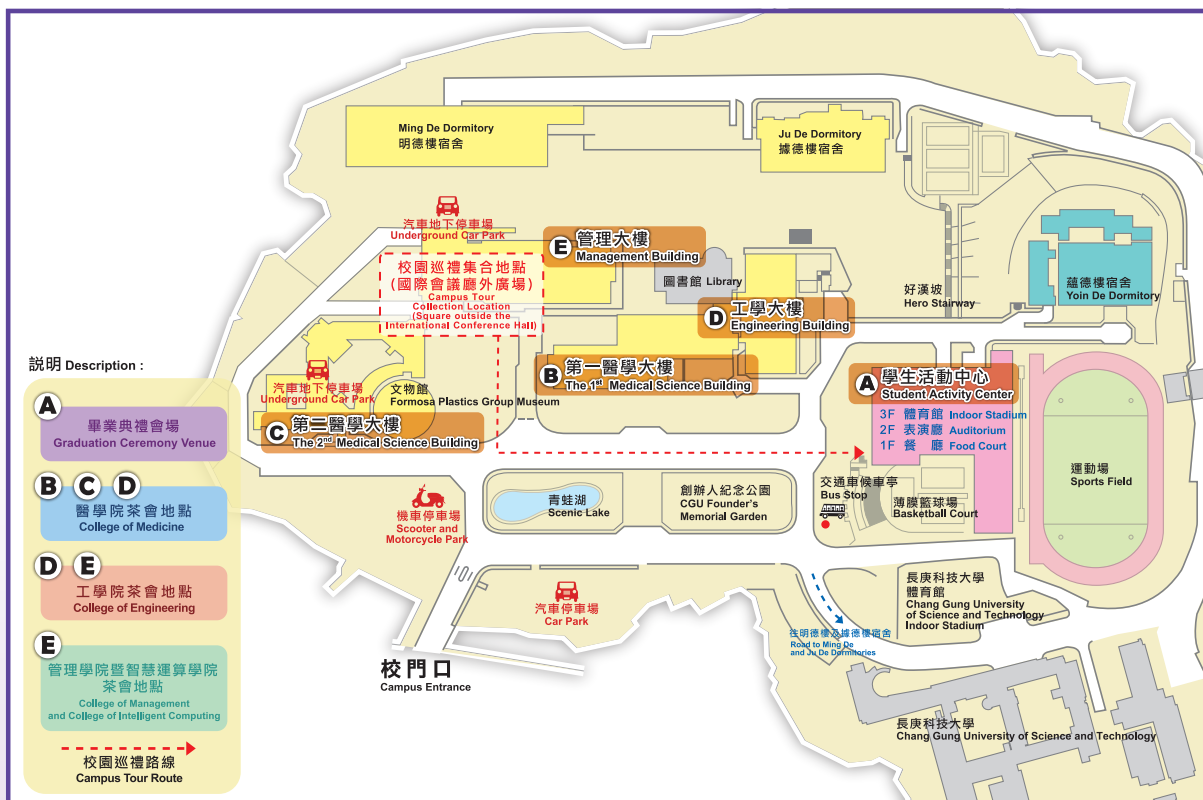 Ming De Dormitory
明德樓宿舍
Ju De Dormitory
據德樓宿舍
汽車地下停車場
Underground Car Park
E 管理大樓
Management Building
校園巡禮集合地點
(國際會議廳外廣場)
Campus Tour
Collection Location
(Square outside the
International Conference Hall)
圖書館 Library
好漢坡
Hero Stairway
蘊德樓宿舍
Yoin De Dormitory
D 工學大樓
Engineering Building
B 第一醫學大樓
The 1st Medical Science Building
A 學生活動中心
Student Activity Center
3F 體育館 Indoor Stadium
2F 表演廳 Auditorium
1F 餐 廳 Food Court
汽車地下停車場
Underground Car Park
文物館
Formosa Plastics Group Museum
C 第二醫學大樓
The 2nd Medical Science Building
運動場
Sports Field
交通車候車亭
Bus Stop
薄膜籃球場
Basketball Court
青蛙湖
Scenic Lake
創辦人紀念公園
CGU Founder's
Memorial Garden
機車停車場
Scooter and
Motorcycle Park
汽車停車場
Car Park
校門口
Campus Entrance
往明德樓及據德樓宿舍
Road to Ming De
and Ju De Dormitories
長庚科技大學
體育館
Chang Gung University
of Science and Technology
Indoor Stadium
長庚科技大學
Chang Gung University of Science and Technology
説明 Description :
A
畢業典禮會場
Graduation Ceremony Venue
B C D
醫學院茶會地點
College of Medicine
D E
工學院茶會地點
College of Engineering
E
管理學院暨智慧運算學院
茶會地點
College of Management
and College of Intelligent Computing
校園巡禮路線
Campus Tour Route